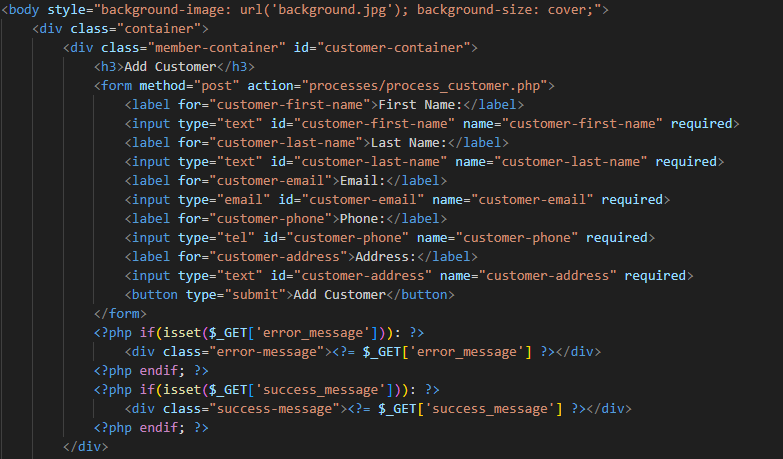 <body style="background-image: url('background.jpg'); background-size: cover;">
<div class="container">
<div class="member-container" id="customer-container">
<h3>Add Customer</h3>
<form method="post" action="processes/process_customer.php">
<label for="customer-first-name">First Name:</label>
<input type="text" id="customer-first-name" name="customer-first-name" required>
<label for="customer-last-name">Last Name:</label>
<input type="text" id="customer-last-name" name="customer-last-name" required>
<label for="customer-email">Email:</label>
<input type="email" id="customer-email" name="customer-email" required>
<label for="customer-phone">Phone:</label>
<input type="tel" id="customer-phone" name="customer-phone" required>
<label for="customer-address">Address:</label>
<input type="text" id="customer-address" name="customer-address" required>
<button type="submit">Add Customer</button>
</form>
<?php if(isset($_GET['error_message'])): ?>
<div class="error-message"><?= $_GET['error_message'] ?></div>
<?php endif; ?>
<?php if(isset($_GET['success_message'])): ?>
<div class="success-message"><?= $_GET['success_message'] ?></div>
<?php endif; ?>
</div>